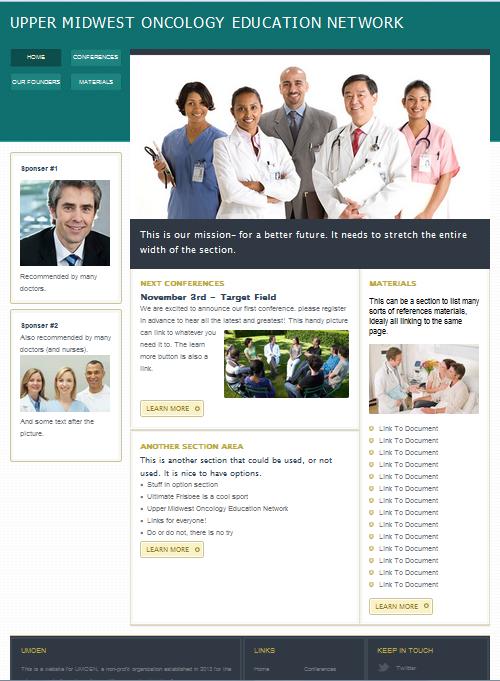 UPPER MIDWEST ONCOLOGY EDUCATION NETWORK
HOME
CONFERENCES
OUR FOUNDERS
MATERIALS
Sponser #1
Recommended by many
doctors.
Sponser #2
Also recommended by many
doctors (and nurses).
And some text after the
picture.
This is our mission- for a better future. It needs to stretch the entire
width of the section.
NEXT CONFERENCES
November 3rd - Target Field
We are excited to announce our first conference, please register
in advance to hear all the latest and greatest! This handy picture
can link to whatever you
need it to. The learn
more button is also a
link.
LEARN MORE
ANOTHER SECTION AREA
This is another section that could be used, or not
used. It is nice to have options.
Stuff in option section
Ultimate Frisbee is a cool sport
Upper Midwest Oncology Education Network
Links for everyone!
Do or do not, there is no try
LEARN MORE
MATERIALS
This can be a section to list many
sorts of references materials,
idealy all linking to the same
page.
Link To Document
Link To Document
Link To Document
Link To Document
Link To Document
Link To Document
Link To Document
Link To Document
Link To Document
Link To Document
Link To Document
Link To Document
Link To Document
Link To Document
LEARN MORE
UMOEN
This is a website for UMOEN, a non-profit organization established in 2013 for the
LINKS
Home
Conferences
KEEP IN TOUCH
Twitter